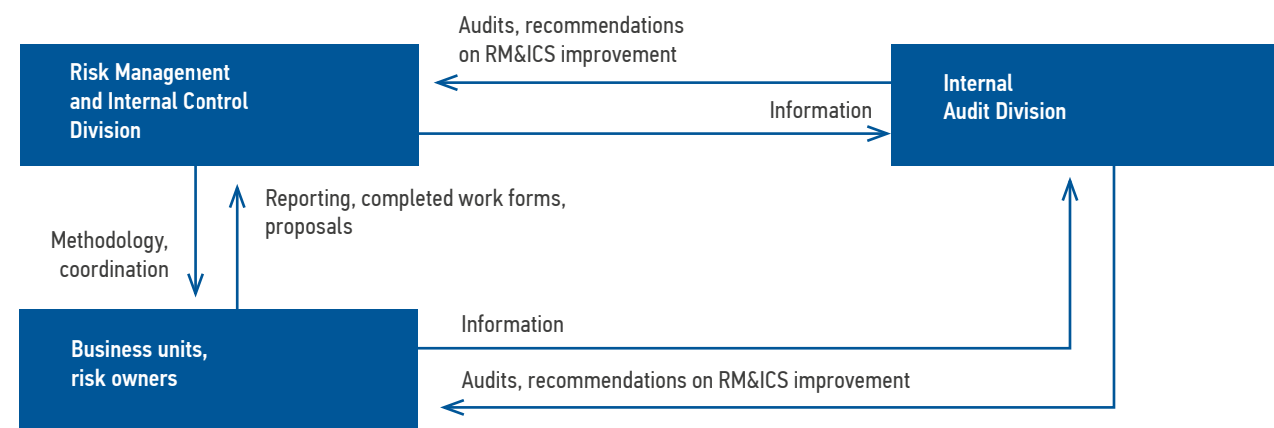 Audits, recommendations
on RM&ICS improvement
Risk Management
and Internal Control
Division
Internal
Audit Division
Information
Reporting, completed work forms,
proposals
Methodology,
coordination
Business units,
risk owners
Information
Audits, recommendations on RM&ICS improvement